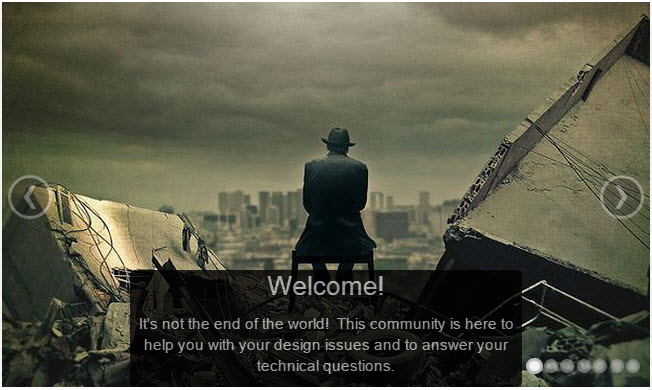 Welcome!
It's not the end of the world!  This community is here to
help you with your design issues and to answer your
technical questions.